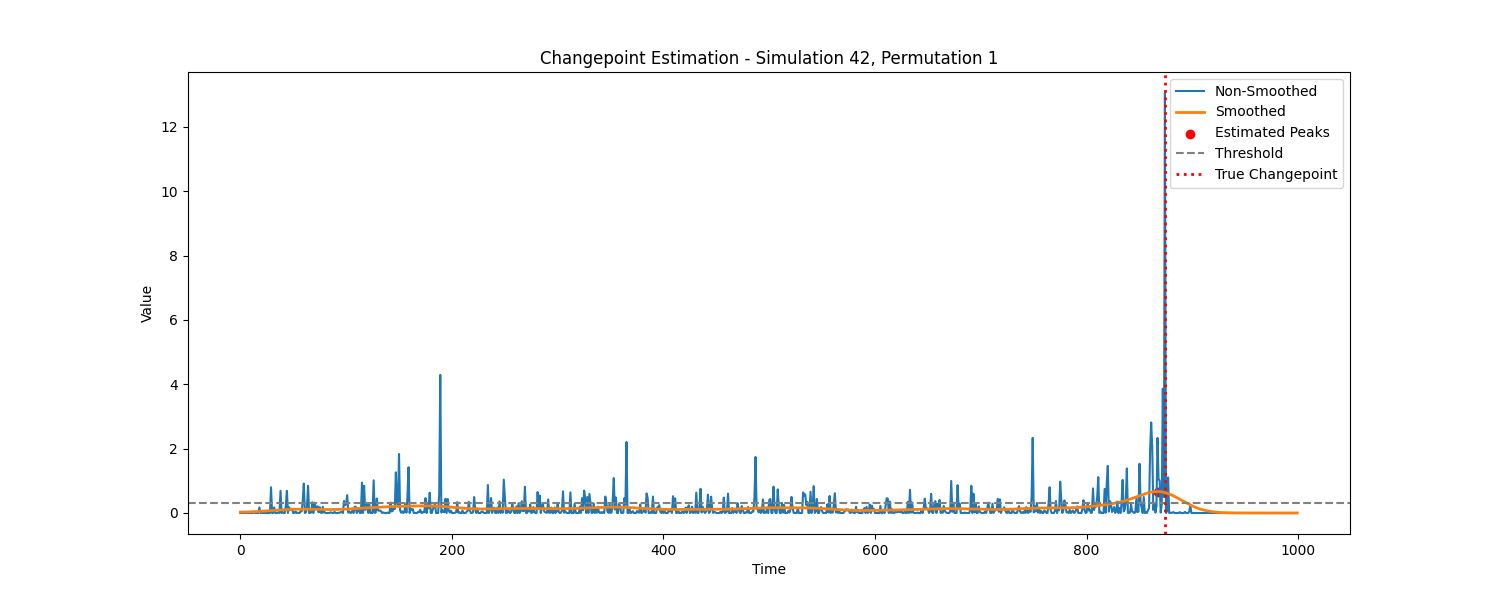 Changepoint Estimation - Simulation 42, Permutation 1
Non-Smoothed
Smoothed
Estimated Peaks
Threshold
True Changepoint
Value
12
10
8
6
4
2
0
0 200 400 600 800 1000
Time